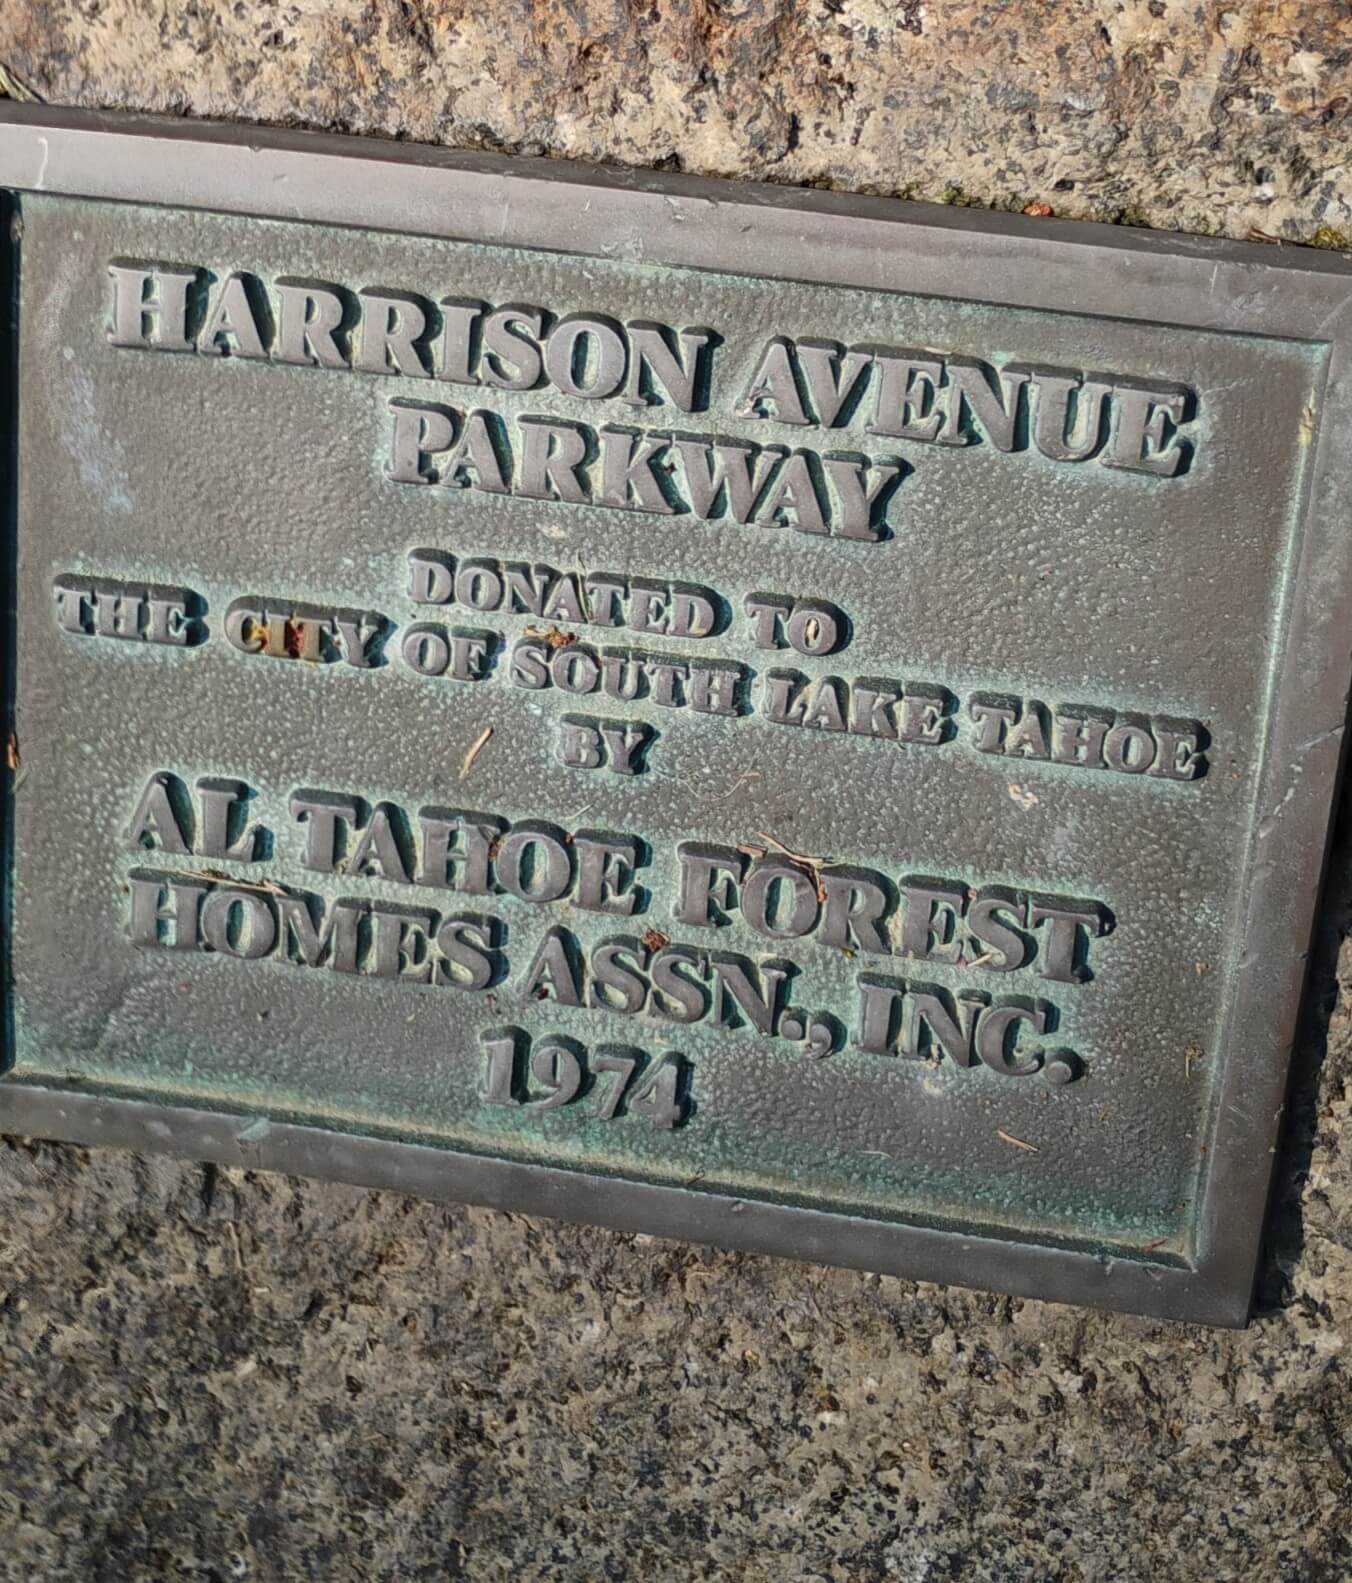 HARRISON AVENUE
PARKWAY
DONATED TO
THE CITY OF SOUTH LAKE TAHOE
BY
AL TAHOE FOREST
HOMES ASSN., INC.
1974